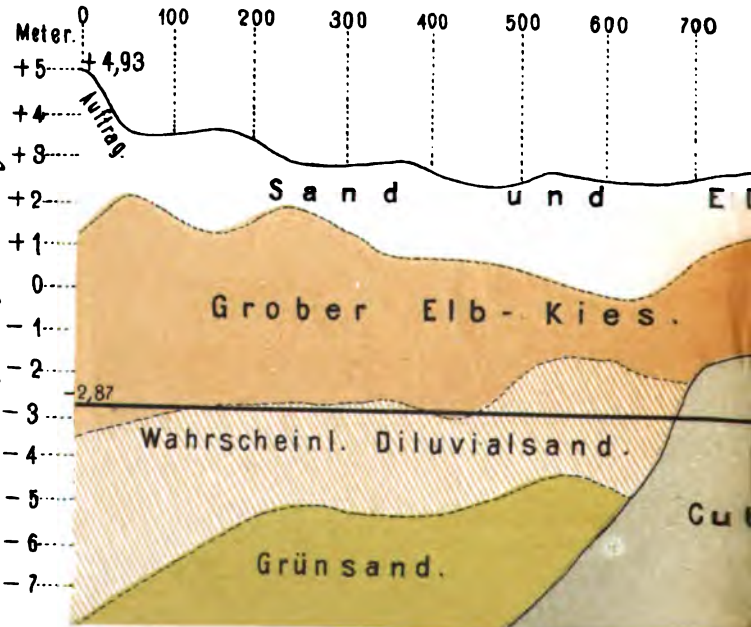 0 100 200 300 400 500 600 700
Meter.
+5
+4,93
Auftrag.
+4
+3
+2
Sand und
+1
0
Grober Elb-Kies.
-1
-2
-2,87
-3
Wahrscheinl. Diluvialsand.
-4
-5
-6
Grünsand.
-7